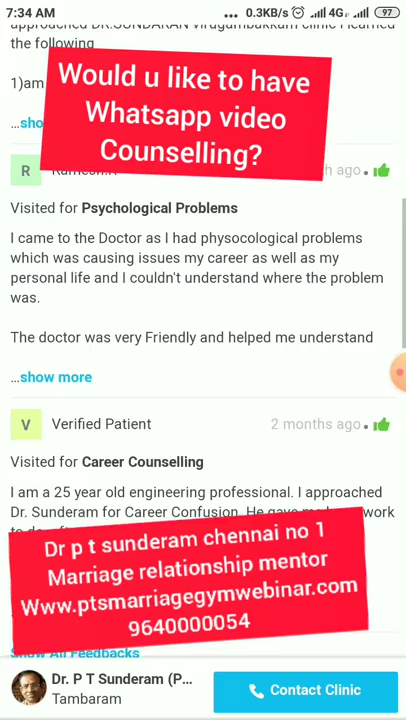 7:34 AM
... 0.3KB/s 4G 97
approached DR.SUNDARAN Virugambakkam clinic I learned
the following
Would u like to have
Whatsapp video
Counselling?
1)am
...sho
R
ago
Visited for Psychological Problems
I came to the Doctor as I had physocological problems
which was causing issues my career as well as my
personal life and I couldn't understand where the problem
was.
The doctor was very Friendly and helped me understand
...show more
V Verified Patient 2 months ago
Visited for Career Counselling
I am a 25 year old engineering professional. I approached
Dr. Sunderam for Career Confusion. He gave me
work
Dr p t sunderam chennai no 1
Marriage relationship mentor
Www.ptsmarriagegymwebinar.com
9640000054
Show All Feedbacks
Dr. P T Sunderam (P...
Tambaram
Contact Clinic